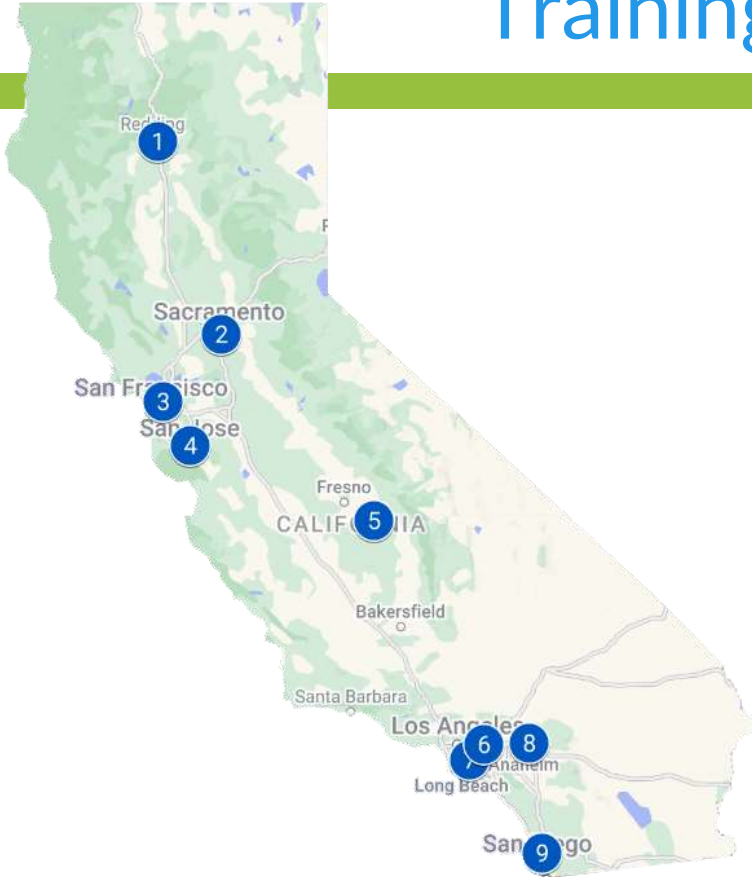 Training
Redding
1
Sacramento
2
San Francisco
3
San Jose
4
Fresno
CALIFORNIA
5
Bakersfield
Santa Barbara
Los Angeles
6
8
7
Anaheim
Long Beach
San Diego
9